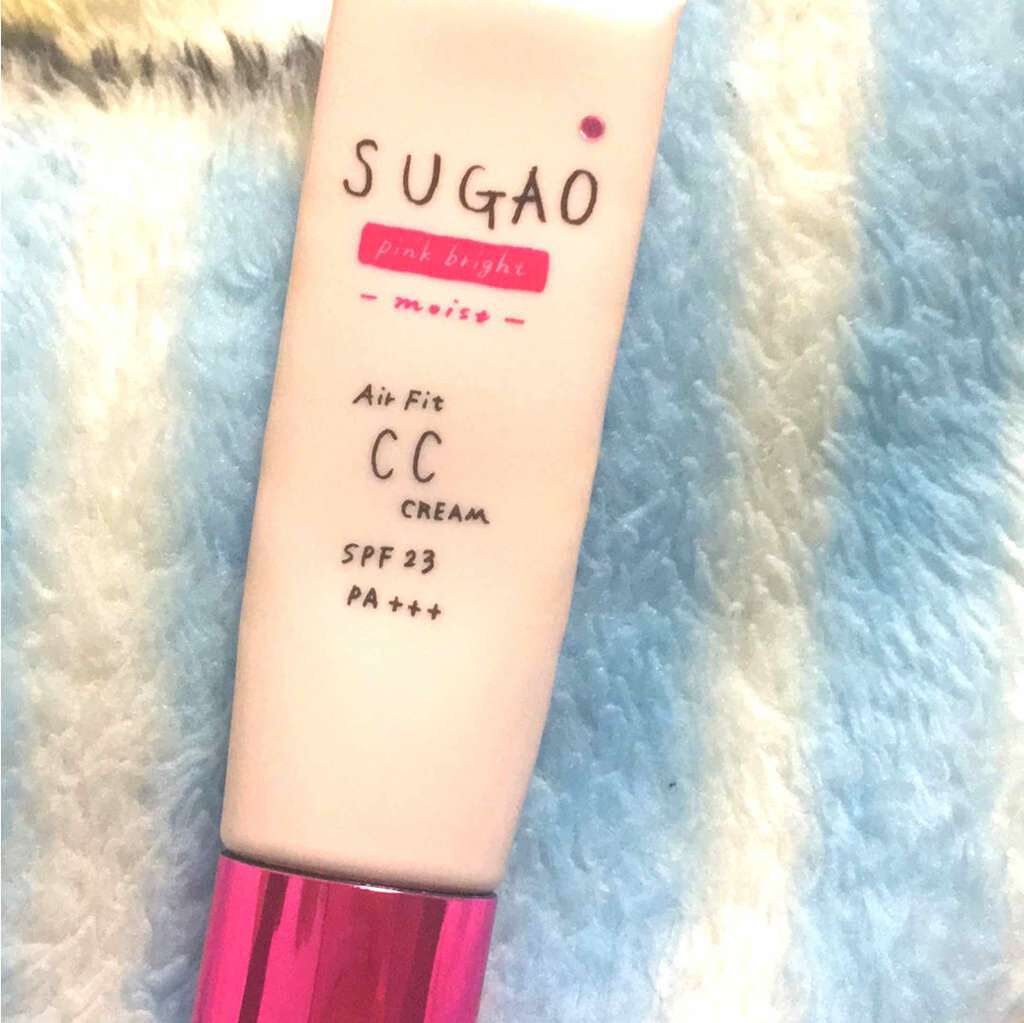 SUGAO
pink bright
- moist -
Air Fit
CC
CREAM
SPF 23
PA +++